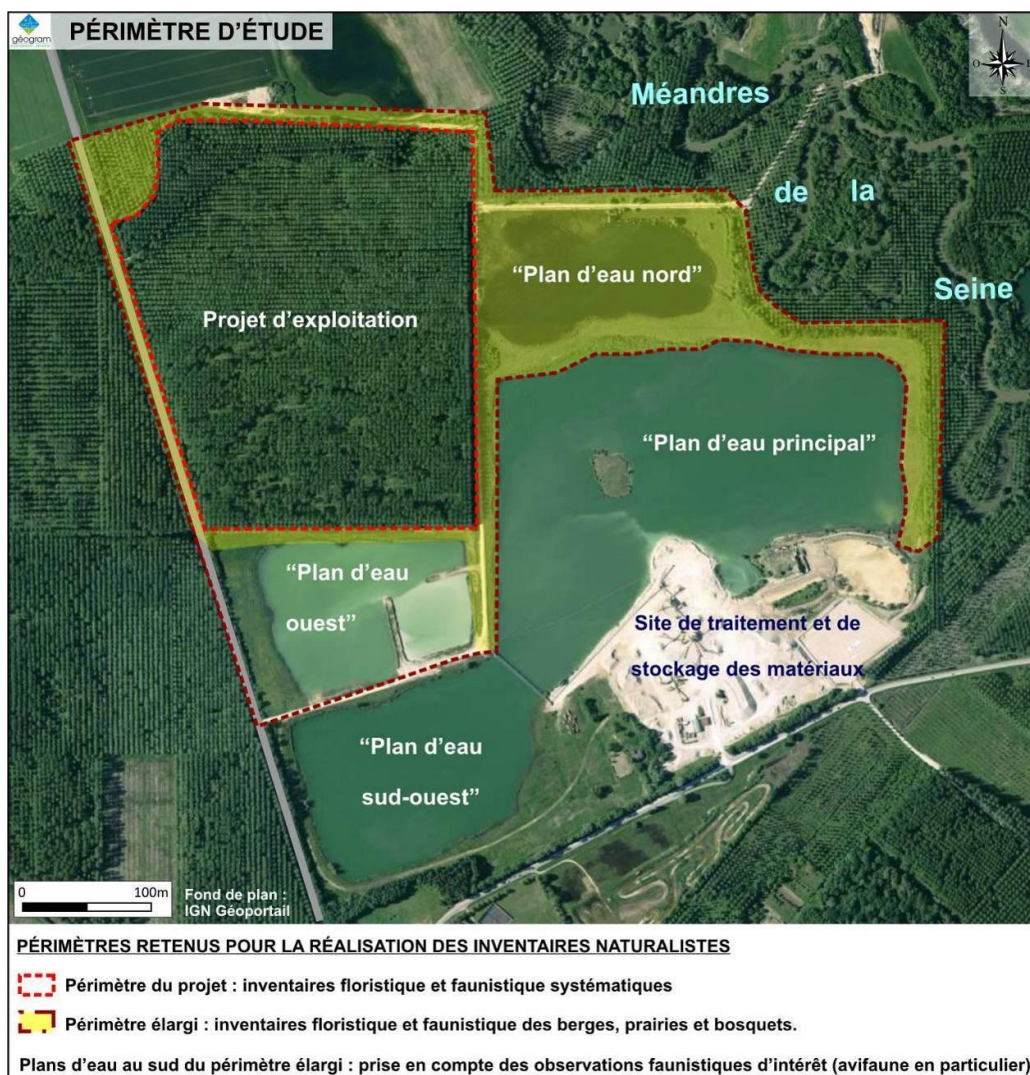 géogram
PÉRIMÈTRE D'ÉTUDE
N
O
E
S
Méandres
de la
Seine
“Plan d'eau nord”
Projet d'exploitation
“Plan d'eau principal”
“Plan d'eau
ouest”
Site de traitement et de
stockage des matériaux
“Plan d'eau
sud-ouest”
0 100m
Fond de plan :
IGN Géoportail
PÉRIMÈTRES RETENUS POUR LA RÉALISATION DES INVENTAIRES NATURALISTES
Périmètre du projet : inventaires floristique et faunistique systématiques
Périmètre élargi : inventaires floristique et faunistique des berges, prairies et bosquets.
Plans d'eau au sud du périmètre élargi : prise en compte des observations faunistiques d'intérêt (avifaune en particulier)